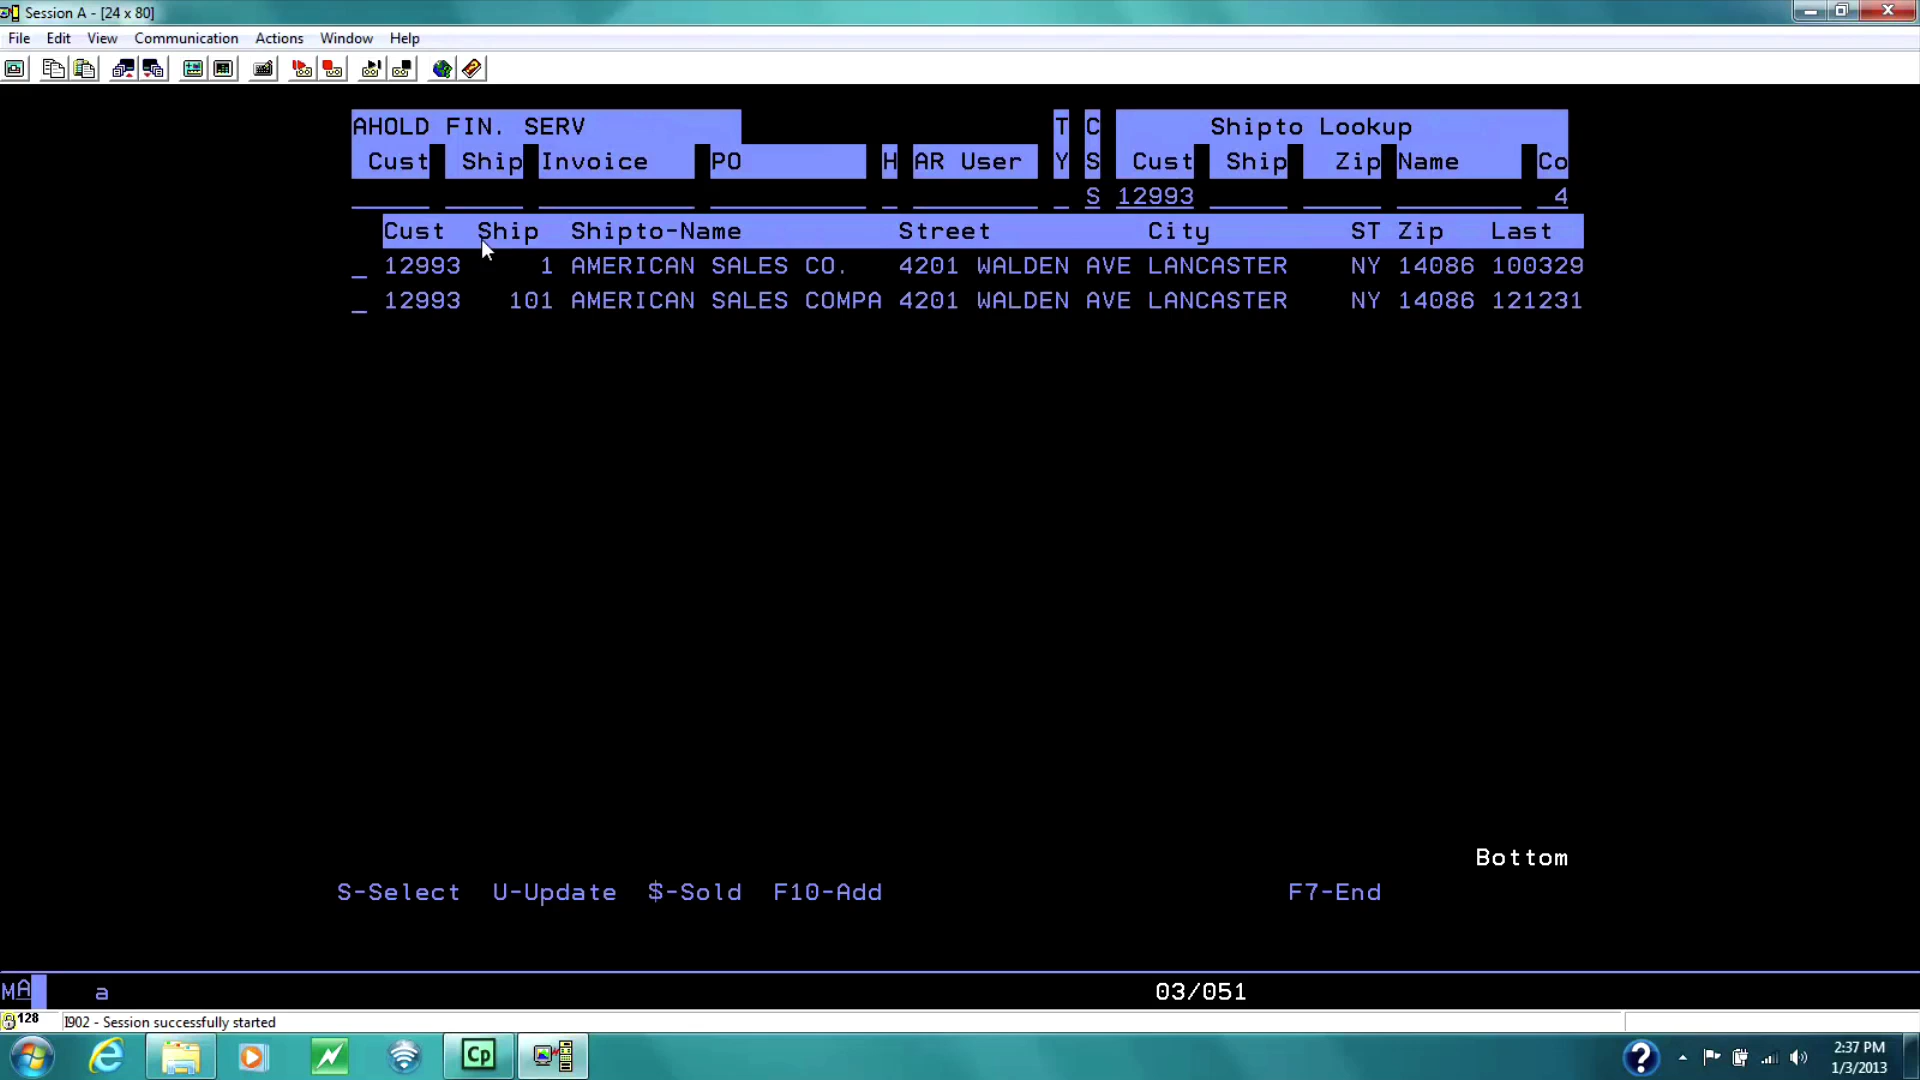 Session A - [24 x 80]
File Edit View Communication Actions Window Help
AHOLD FIN. SERV T C Shipto Lookup
Cust Ship Invoice PO H AR User Y S Cust Ship Zip Name Co
S 12993 4
Cust Ship Shipto-Name Street City ST Zip Last
_ 12993 1 AMERICAN SALES CO. 4201 WALDEN AVE LANCASTER NY 14086 100329
_ 12993 101 AMERICAN SALES COMPA 4201 WALDEN AVE LANCASTER NY 14086 121231
Bottom
S-Select U-Update $-Sold F10-Add F7-End
MA a 03/051
128 I902 - Session successfully started
Cp
2:37 PM
1/3/2013